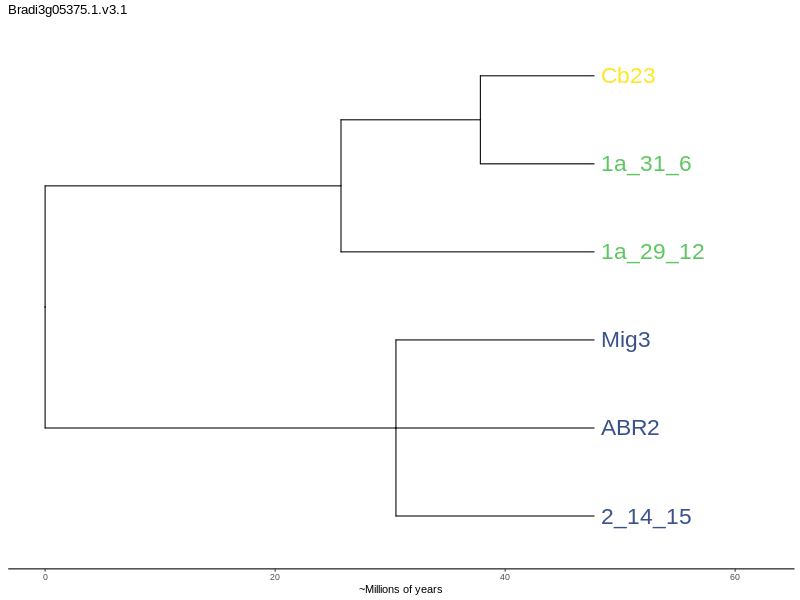 Bradi3g05375.1.v3.1
Cb23
1a_31_6
1a_29_12
Mig3
ABR2
2_14_15
0 20 40 60
~Millions of years